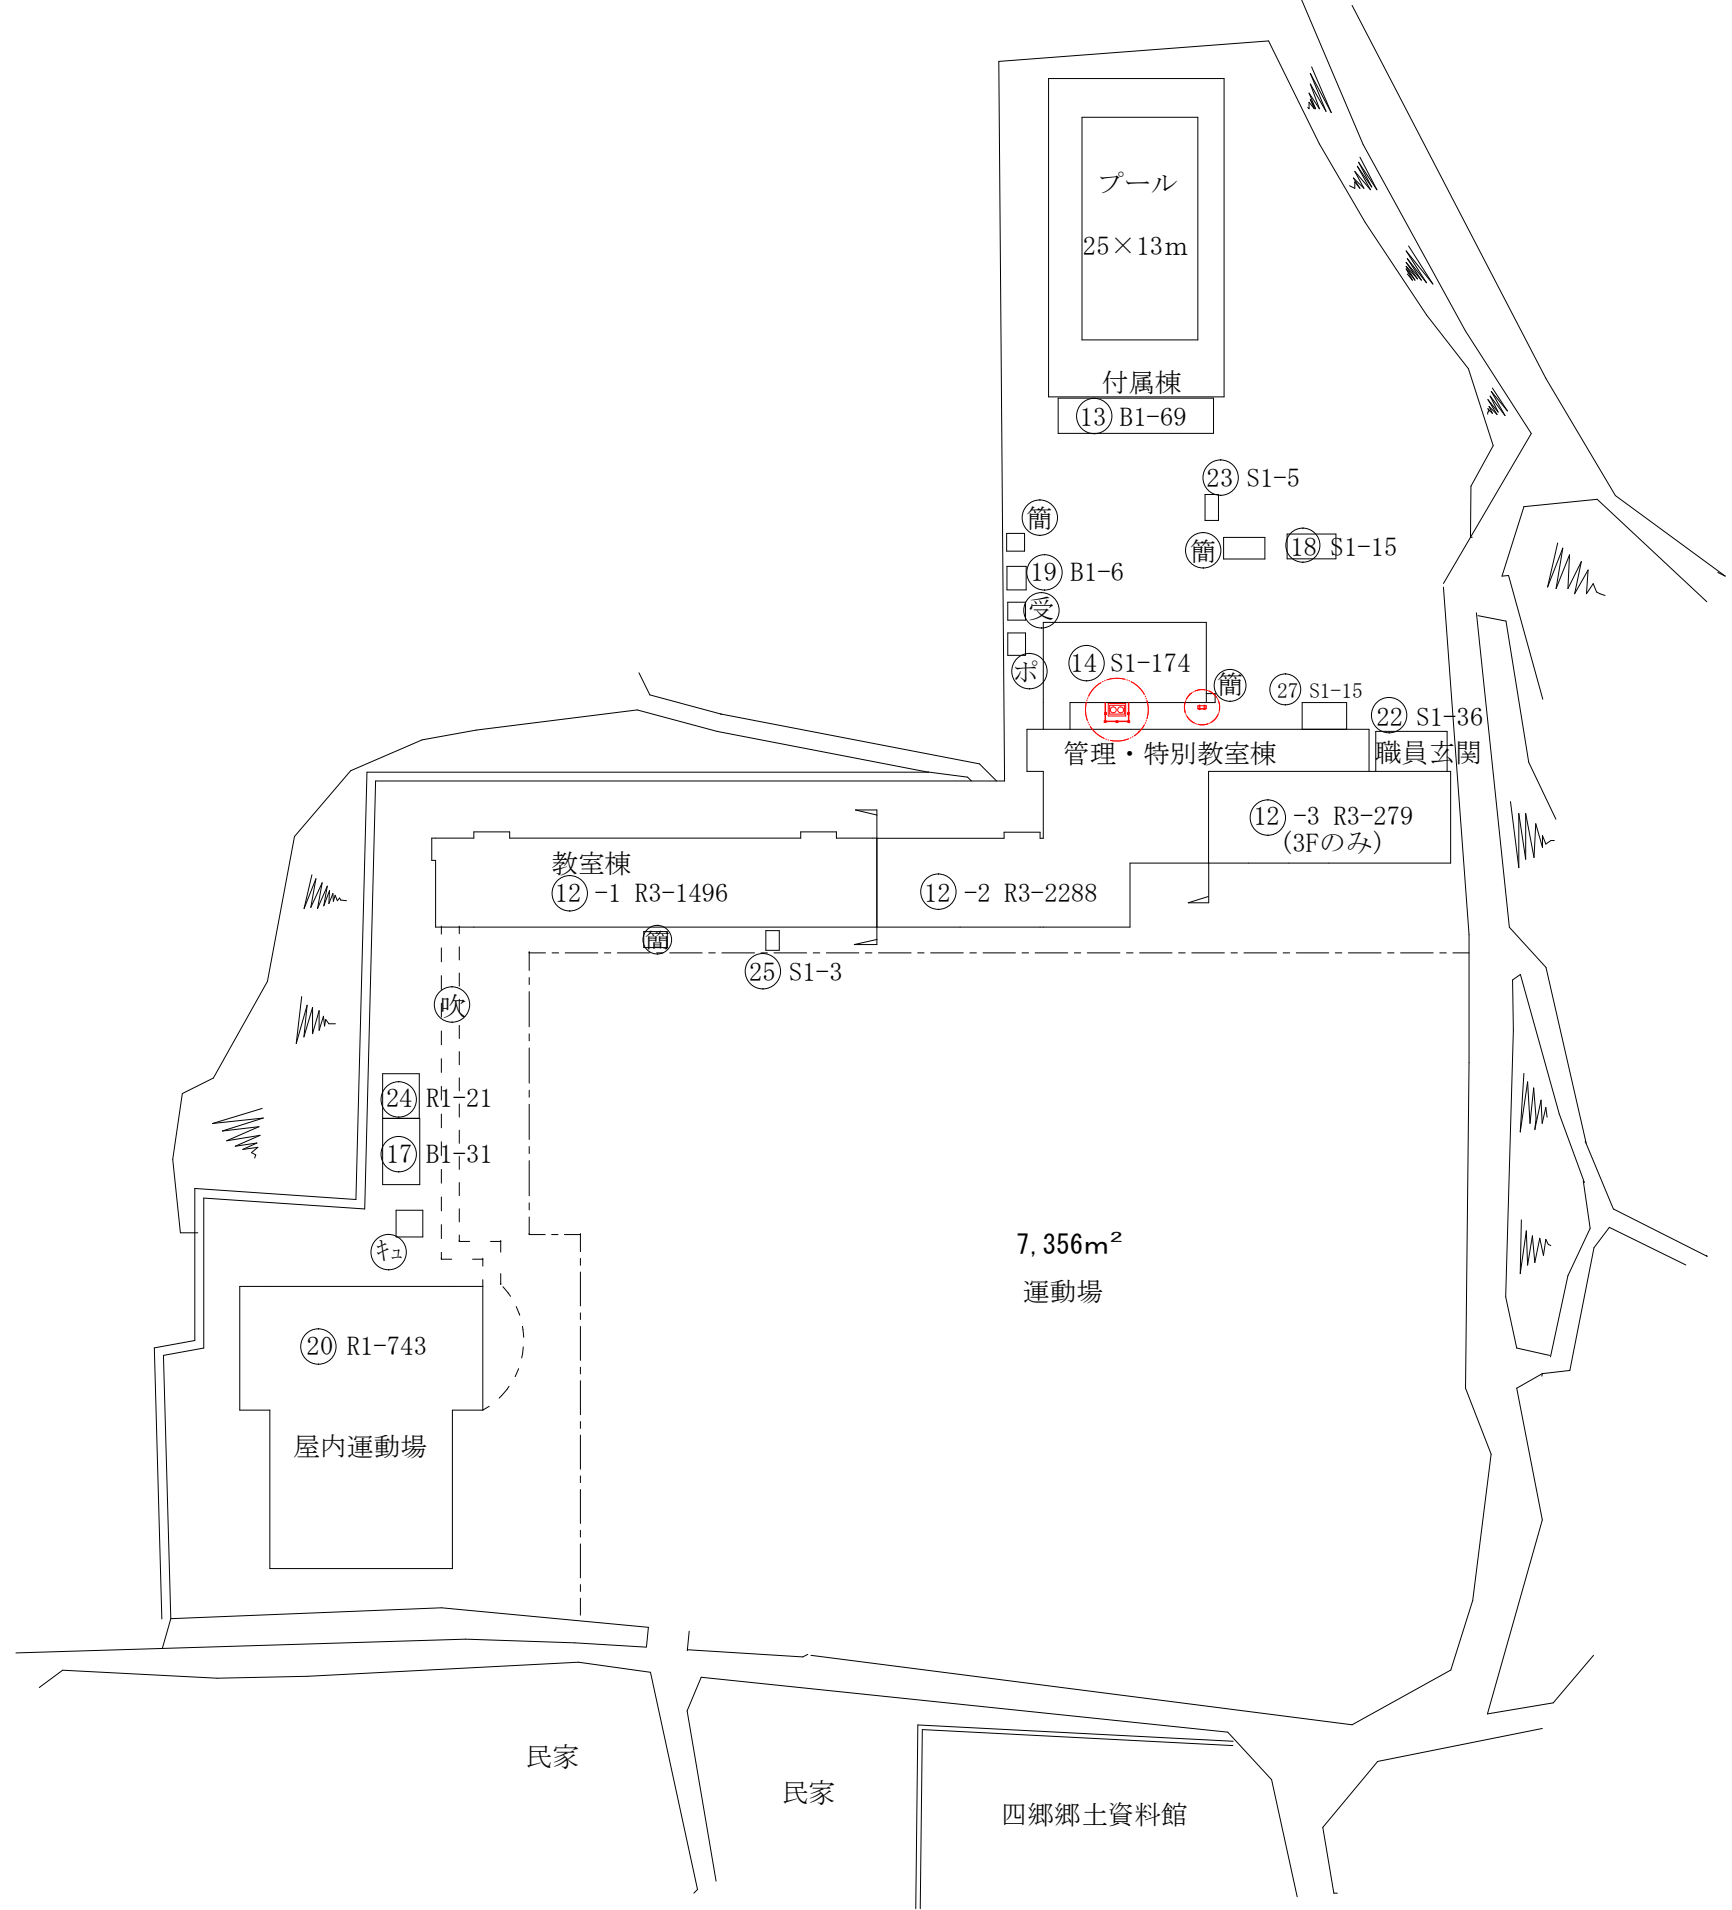 プール
25×13m
付属棟
⑬ B1-69
㉓ S1-5
簡
簡
⑱ S1-15
⑲ B1-6
受
ポ
⑭ S1-174
簡
㉗ S1-15
㉒ S1-36
管理・特別教室棟
職員玄関
⑫ -3 R3-279
(3Fのみ)
教室棟
⑫ -1 R3-1496
⑫ -2 R3-2288
簡
㉕ S1-3
吹
㉔ R1-21
⑰ B1-31
キュ
7,356m²
運動場
⑳ R1-743
屋内運動場
民家
民家
四郷郷土資料館